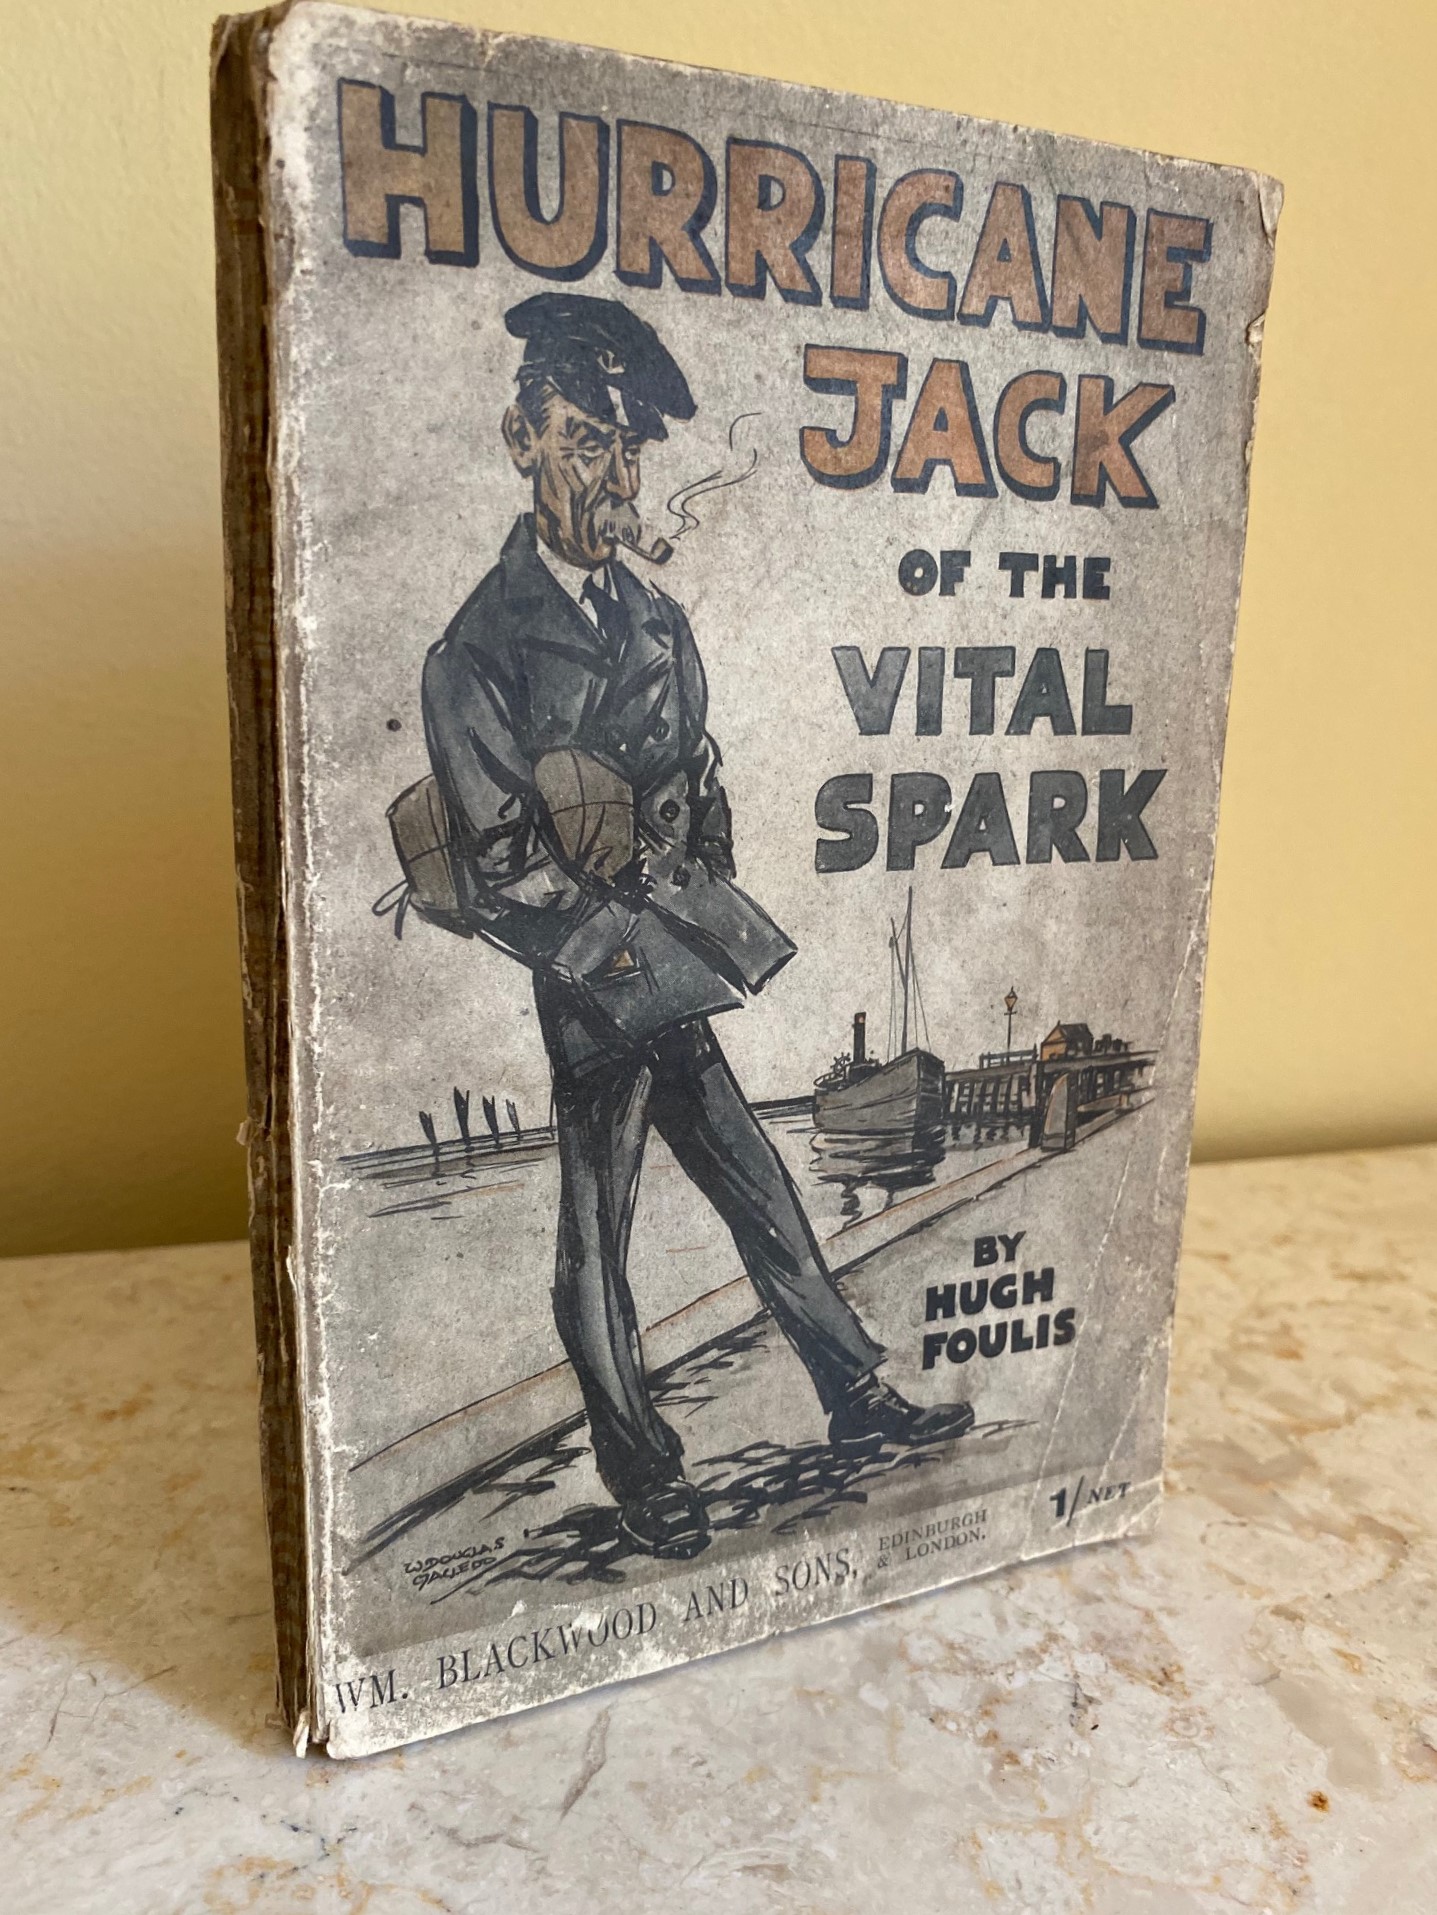 HURRICANE
JACK
OF THE
VITAL
SPARK
BY
HUGH
FOULIS
1/ NET
W. DOUGLAS
MACLEOD
WM. BLACKWOOD AND SONS, EDINBURGH
& LONDON.